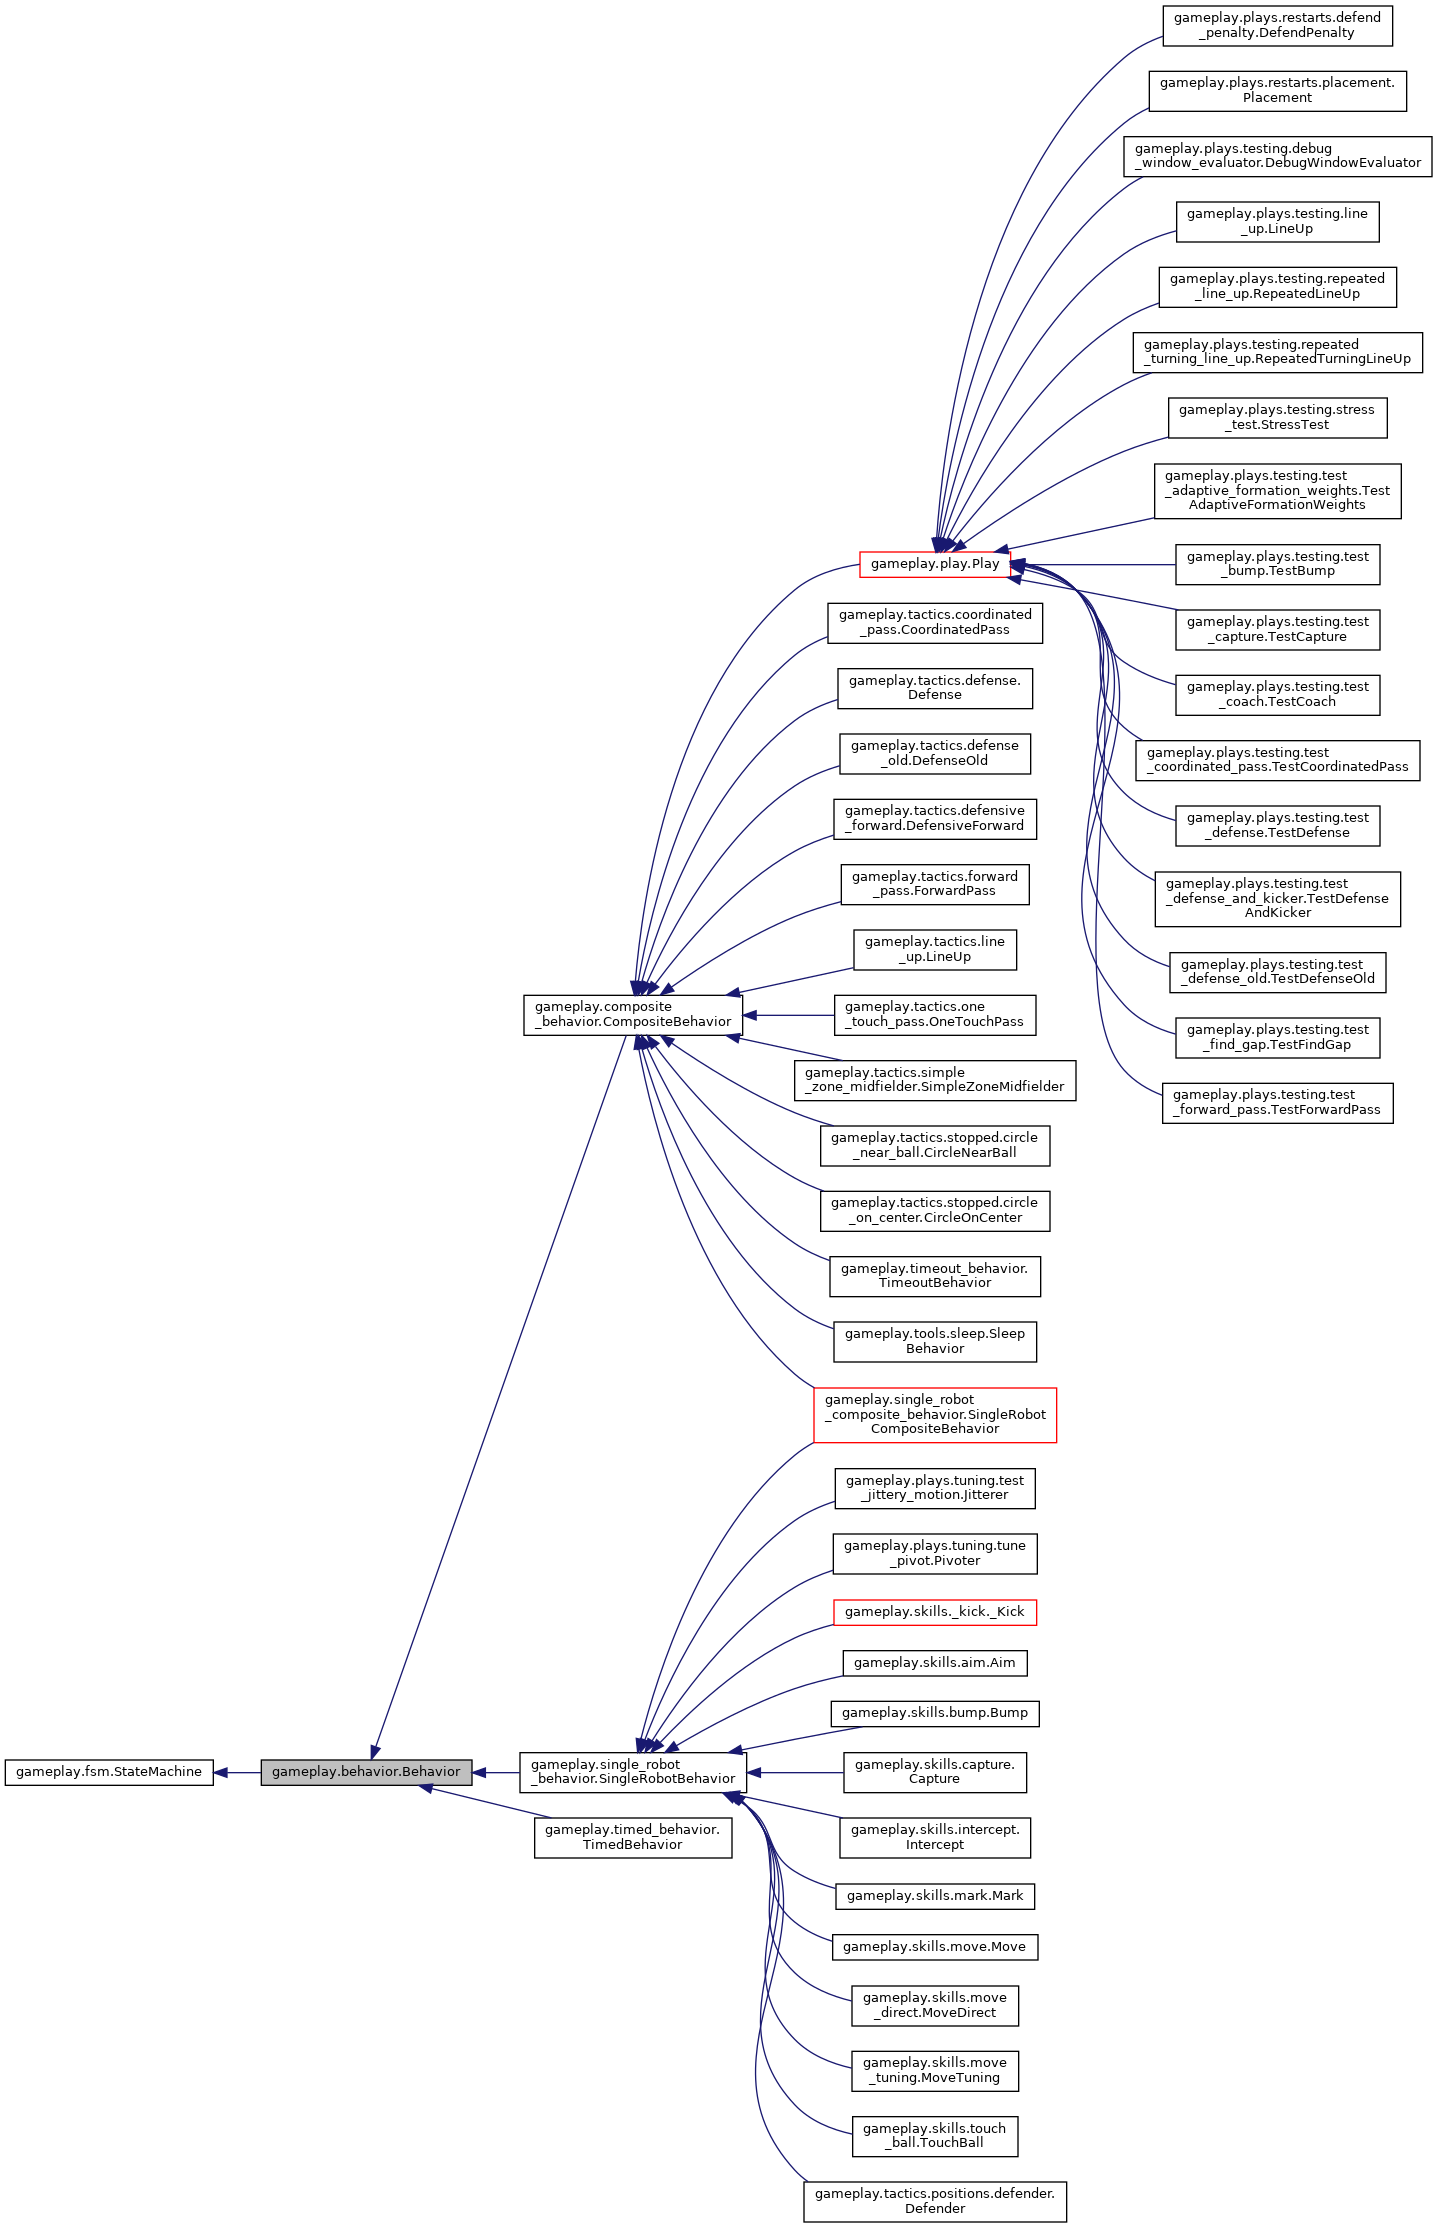 gameplay.fsm.StateMachine
gameplay.behavior.Behavior
gameplay.composite
_behavior.CompositeBehavior
gameplay.single_robot
_behavior.SingleRobotBehavior
gameplay.timed_behavior.
TimedBehavior
gameplay.play.Play
gameplay.tactics.coordinated
_pass.CoordinatedPass
gameplay.tactics.defense.
Defense
gameplay.tactics.defense
_old.DefenseOld
gameplay.tactics.defensive
_forward.DefensiveForward
gameplay.tactics.forward
_pass.ForwardPass
gameplay.tactics.line
_up.LineUp
gameplay.tactics.one
_touch_pass.OneTouchPass
gameplay.tactics.simple
_zone_midfielder.SimpleZoneMidfielder
gameplay.tactics.stopped.circle
_near_ball.CircleNearBall
gameplay.tactics.stopped.circle
_on_center.CircleOnCenter
gameplay.timeout_behavior.
TimeoutBehavior
gameplay.tools.sleep.Sleep
Behavior
gameplay.single_robot
_composite_behavior.SingleRobot
CompositeBehavior
gameplay.plays.tuning.test
_jittery_motion.Jitterer
gameplay.plays.tuning.tune
_pivot.Pivoter
gameplay.skills._kick._Kick
gameplay.skills.aim.Aim
gameplay.skills.bump.Bump
gameplay.skills.capture.
Capture
gameplay.skills.intercept.
Intercept
gameplay.skills.mark.Mark
gameplay.skills.move.Move
gameplay.skills.move
_direct.MoveDirect
gameplay.skills.move
_tuning.MoveTuning
gameplay.skills.touch
_ball.TouchBall
gameplay.tactics.positions.defender.
Defender
gameplay.plays.restarts.defend
_penalty.DefendPenalty
gameplay.plays.restarts.placement.
Placement
gameplay.plays.testing.debug
_window_evaluator.DebugWindowEvaluator
gameplay.plays.testing.line
_up.LineUp
gameplay.plays.testing.repeated
_line_up.RepeatedLineUp
gameplay.plays.testing.repeated
_turning_line_up.RepeatedTurningLineUp
gameplay.plays.testing.stress
_test.StressTest
gameplay.plays.testing.test
_adaptive_formation_weights.Test
AdaptiveFormationWeights
gameplay.plays.testing.test
_bump.TestBump
gameplay.plays.testing.test
_capture.TestCapture
gameplay.plays.testing.test
_coach.TestCoach
gameplay.plays.testing.test
_coordinated_pass.TestCoordinatedPass
gameplay.plays.testing.test
_defense.TestDefense
gameplay.plays.testing.test
_defense_and_kicker.TestDefense
AndKicker
gameplay.plays.testing.test
_defense_old.TestDefenseOld
gameplay.plays.testing.test
_find_gap.TestFindGap
gameplay.plays.testing.test
_forward_pass.TestForwardPass